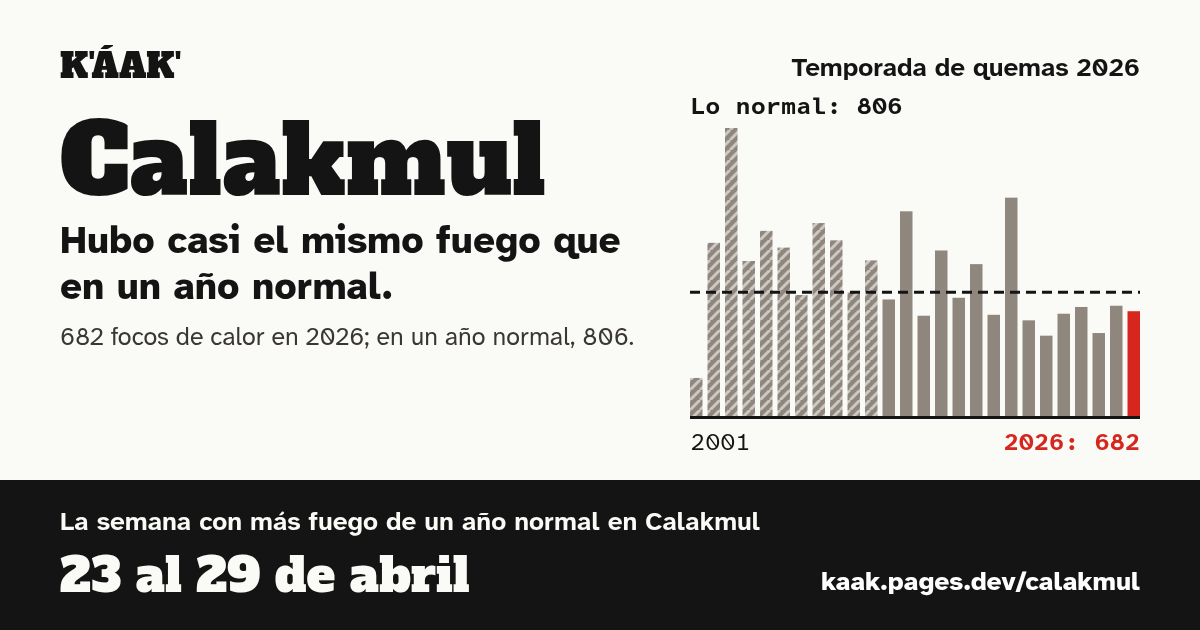 K'ÁAK'
Calakmul
Hubo casi el mismo fuego que
en un año normal.
682 focos de calor en 2026; en un año normal, 806.
Temporada de quemas 2026
Lo normal: 806
2001
2026: 682
La semana con más fuego de un año normal en Calakmul
23 al 29 de abril
kaak.pages.dev/calakmul